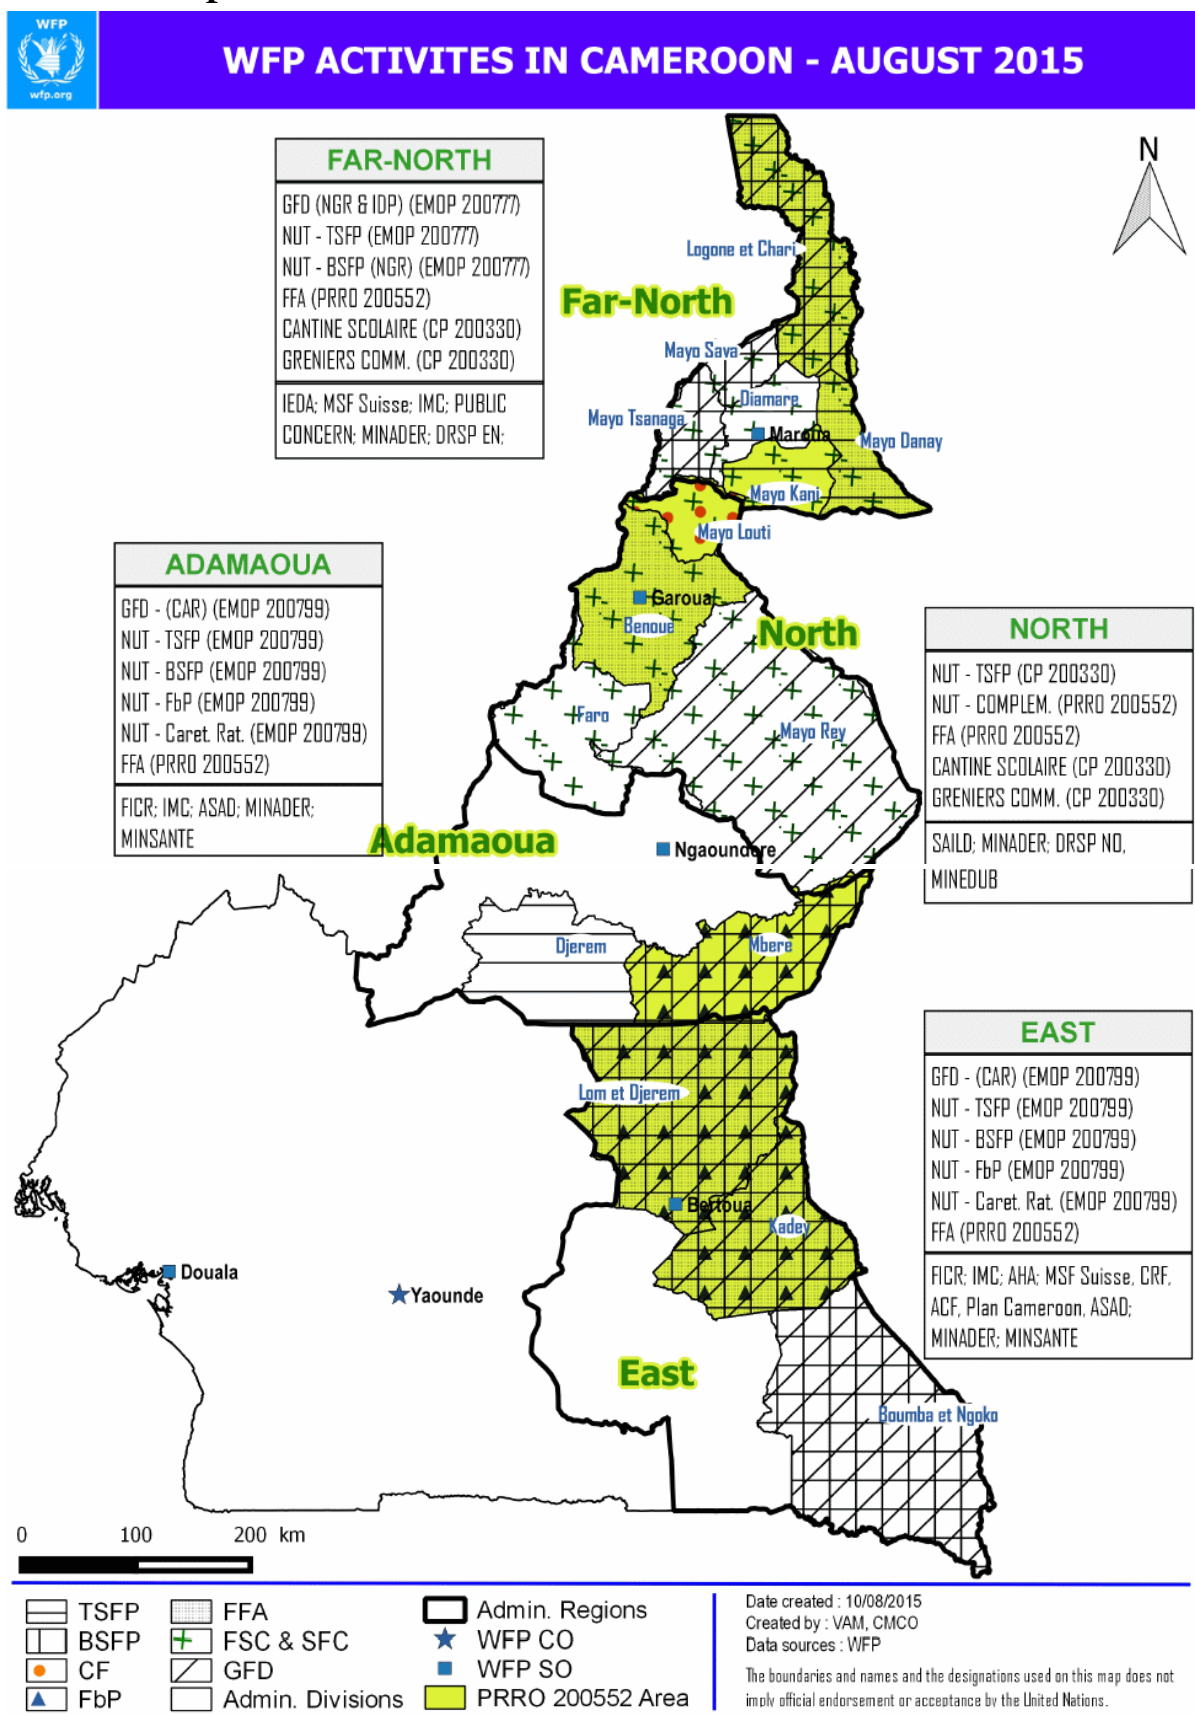 WFP
wfp.org
WFP ACTIVITES IN CAMEROON - AUGUST 2015
N
FAR-NORTH
GFD (NGR & IDP) (EMOP 200777)
NUT - TSFP (EMOP 200777)
NUT - BSFP (NGR) (EMOP 200777)
FFA (PRRO 200552)
CANTINE SCOLAIRE (CP 200330)
GRENIERS COMM. (CP 200330)
IEDA; MSF Suisse; IMC; PUBLIC
CONCERN; MINADER; DRSP EN;
Logone et Chari
Far-North
Mayo Sava
Diamare
Mayo Tsanaga
Maroua
Mayo Danay
Mayo Kani
Mayo Louti
ADAMAOUA
GFD - (CAR) (EMOP 200799)
NUT - TSFP (EMOP 200799)
NUT - BSFP (EMOP 200799)
NUT - FbP (EMOP 200799)
NUT - Caret. Rat. (EMOP 200799)
FFA (PRRO 200552)
FICR; IMC; ASAD; MINADER;
MINSANTE
Garoua
Benoue
North
Faro
Mayo Rey
NORTH
NUT - TSFP (CP 200330)
NUT - COMPLEM. (PRRO 200552)
FFA (PRRO 200552)
CANTINE SCOLAIRE (CP 200330)
GRENIERS COMM. (CP 200330)
SAILD; MINADER; DRSP NO,
MINEDUB
Adamaoua
Ngaoundere
Djerem
Mbere
EAST
GFD - (CAR) (EMOP 200799)
NUT - TSFP (EMOP 200799)
NUT - BSFP (EMOP 200799)
NUT - FbP (EMOP 200799)
NUT - Caret. Rat. (EMOP 200799)
FFA (PRRO 200552)
FICR; IMC; AHA; MSF Suisse, CRF,
ACF, Plan Cameroon, ASAD;
MINADER; MINSANTE
Lom et Djerem
Bertoua
Kadey
Douala
Yaounde
East
Boumba et Ngoko
0 100 200 km
TSFP
BSFP
CF
FbP
FFA
FSC & SFC
GFD
Admin. Divisions
Admin. Regions
WFP CO
WFP SO
PRRO 200552 Area
Date created : 10/08/2015
Created by : VAM, CMCO
Data sources : WFP
The boundaries and names and the designations used on this map does not
imply official endorsement or acceptance by the United Nations.